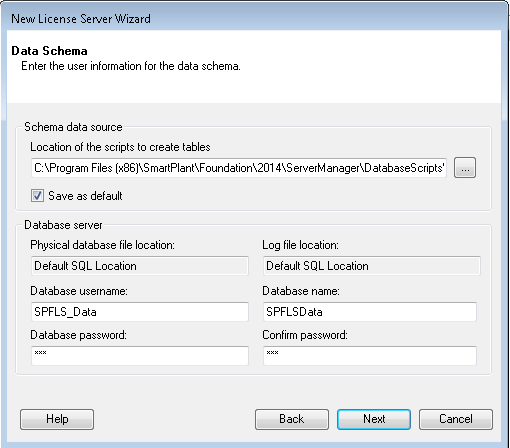 New License Server Wizard
Data Schema
Enter the user information for the data schema.
Schema data source
Location of the scripts to create tables
C:\Program Files (x86)\SmartPlant\Foundation\2014\ServerManager\DatabaseScripts\
...
Save as default
Database server
Physical database file location:
Log file location:
Default SQL Location
Default SQL Location
Database username:
Database name:
SPFLS_Data
SPFLSData
Database password:
Confirm password:
***
***
Help
Back
Next
Cancel